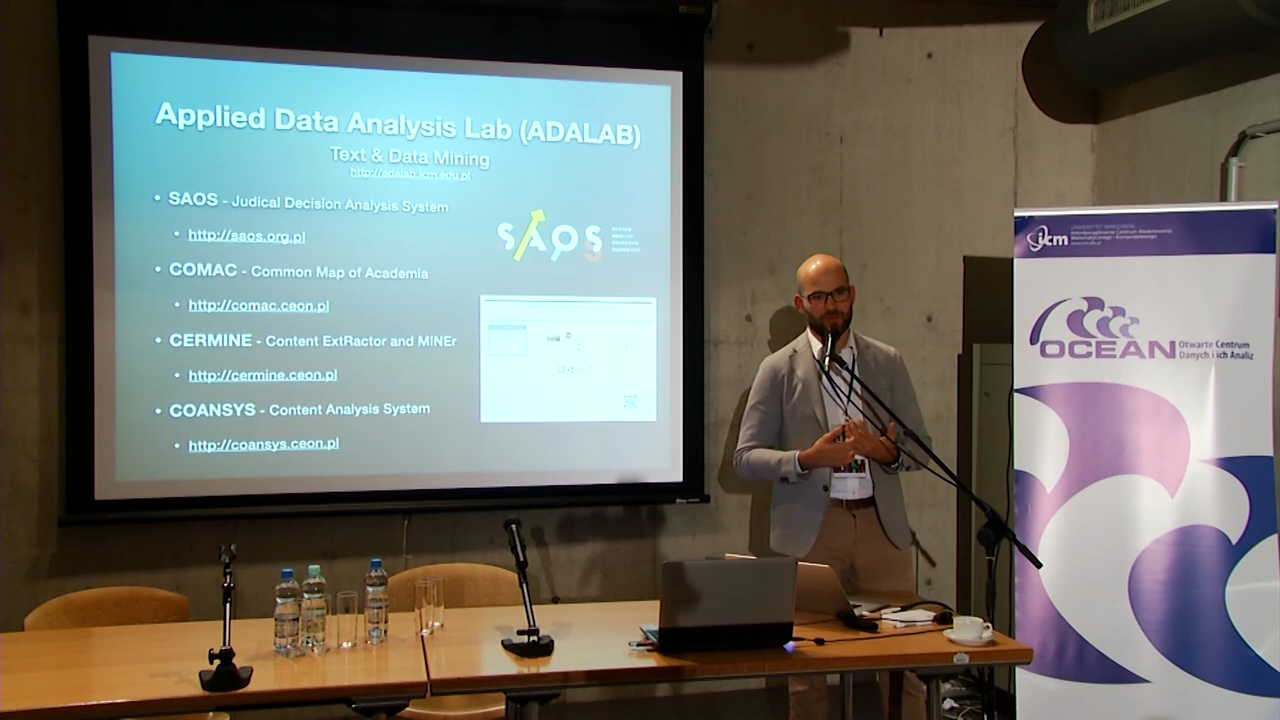 Applied Data Analysis Lab (ADALAB)
Text & Data Mining
http://adalab.icm.edu.pl
• SAOS - Judical Decision Analysis System
• http://saos.org.pl
• COMAC - Common Map of Academia
• http://comac.ceon.pl
• CERMINE - Content ExtRactor and MINEr
• http://cermine.ceon.pl
• COANSYS - Content Analysis System
• http://coansys.ceon.pl
SAOS
icm
OCEAN
Otwarte Centrum
Danych i ich Analiz